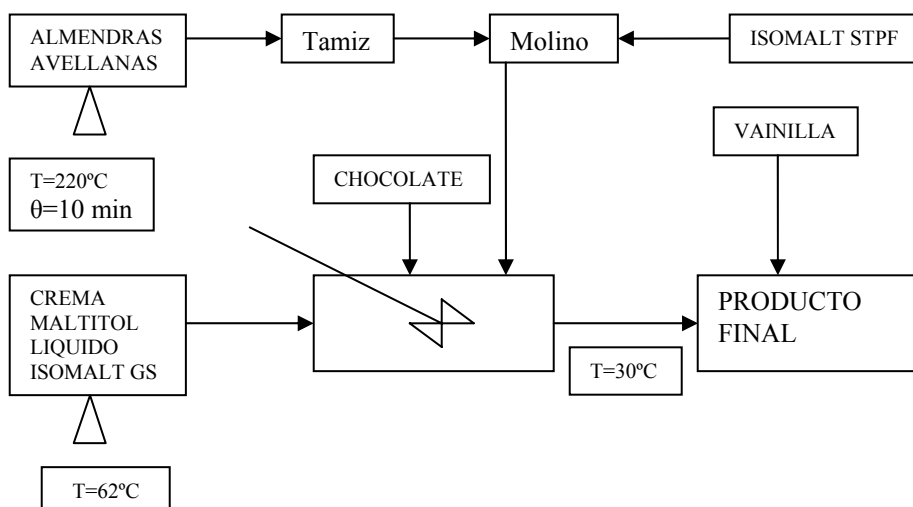 ALMENDRAS
AVELLANAS
Tamiz
Molino
ISOMALT STPF
T=220ºC
θ=10 min
CHOCOLATE
VAINILLA
CREMA
MALTITOL
LIQUIDO
ISOMALT GS
PRODUCTO
FINAL
T=30ºC
T=62ºC